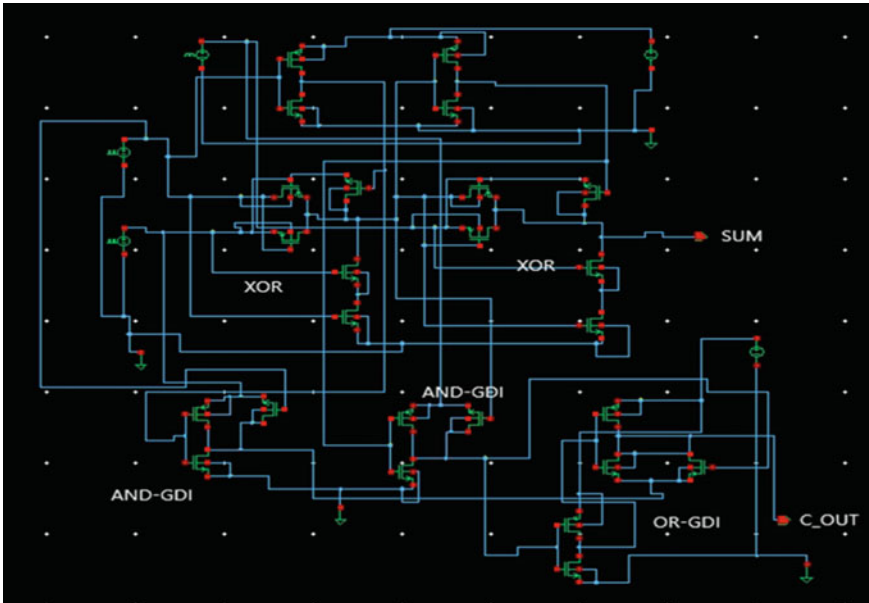 SUM
XOR
XOR
AND-GDI
AND-GDI
OR-GDI
C_OUT